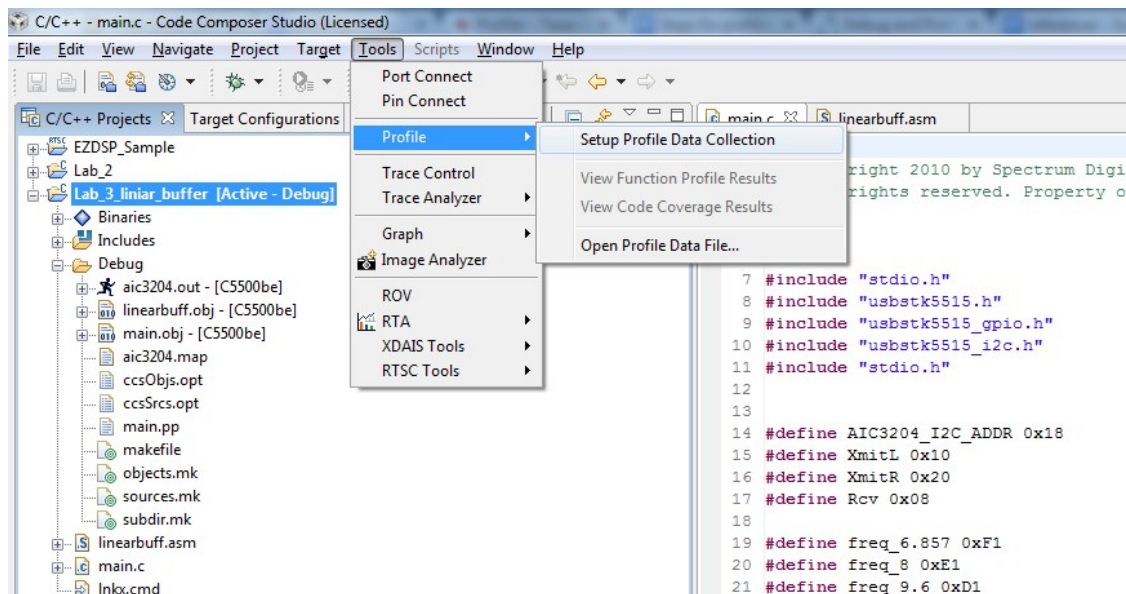 C/C++ - main.c - Code Composer Studio (Licensed)
File Edit View Navigate Project Target Tools Scripts Window Help
C/C++ Projects Target Configurations
main.c linearbuff.asm
EZDSP_Sample
Lab_2
Lab_3_liniar_buffer [Active - Debug]
Binaries
Includes
Debug
aic3204.out - [C5500be]
linearbuff.obj - [C5500be]
main.obj - [C5500be]
aic3204.map
ccsObjs.opt
ccsSrcs.opt
main.pp
makefile
objects.mk
sources.mk
subdir.mk
linearbuff.asm
main.c
lnkx.cmd
Port Connect
Pin Connect
Profile
Trace Control
Trace Analyzer
Graph
Image Analyzer
ROV
RTA
XDAIS Tools
RTSC Tools
Setup Profile Data Collection
View Function Profile Results
View Code Coverage Results
Open Profile Data File...
right 2010 by Spectrum Digi
rights reserved. Property o
7 #include "stdio.h"
8 #include "usbstk5515.h"
9 #include "usbstk5515_gpio.h"
10 #include "usbstk5515_i2c.h"
11 #include "stdio.h"
12
13
14 #define AIC3204_I2C_ADDR 0x18
15 #define XmitL 0x10
16 #define XmitR 0x20
17 #define Rcv 0x08
18
19 #define freq_6.857 0xF1
20 #define freq_8 0xE1
21 #define freq 9.6 0xD1